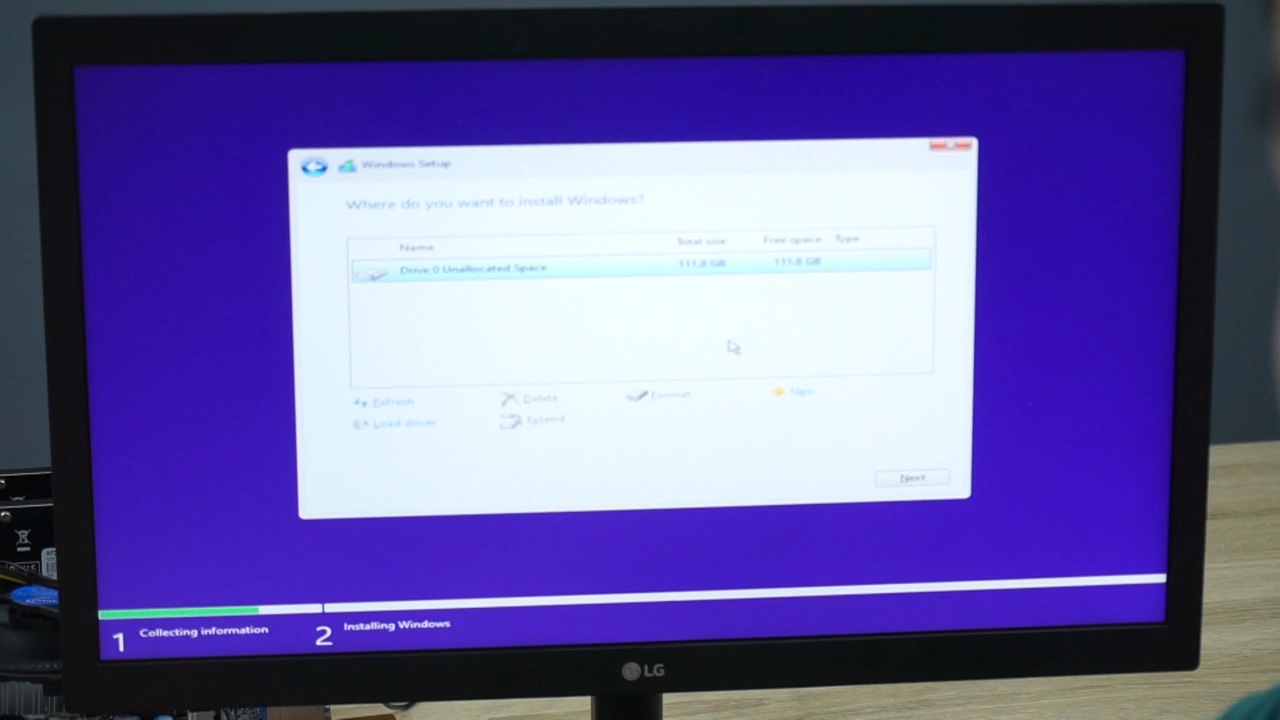 Windows Setup
Where do you want to install Windows?
Name Total size Free space Type
Drive 0 Unallocated Space 111.8 GB 111.8 GB
Refresh Delete Format New
Load driver Extend
Next
1 Collecting information 2 Installing Windows
LG